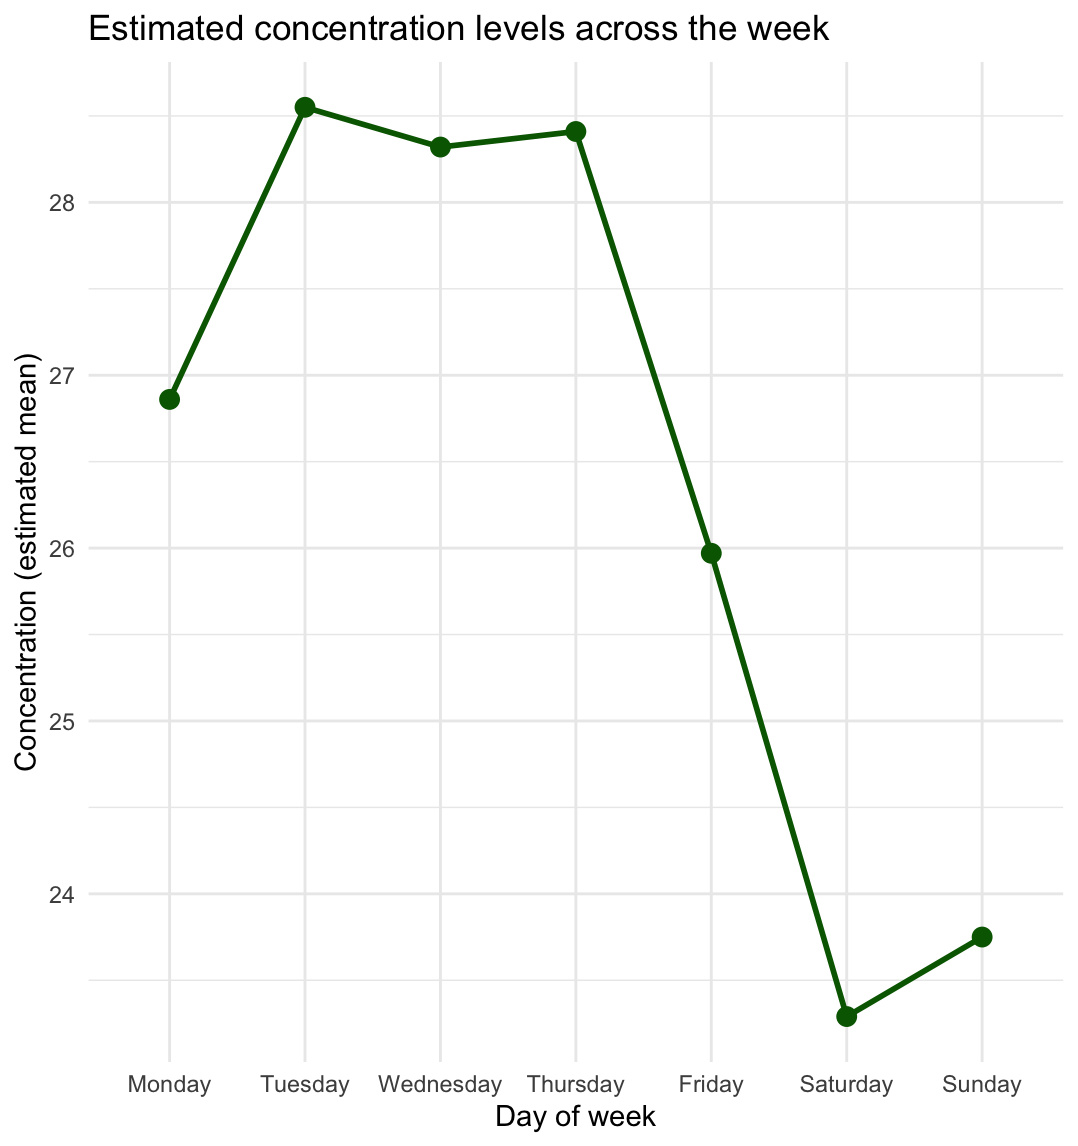 Estimated concentration levels across the week
Concentration (estimated mean)
28
27
26
25
24
Monday Tuesday Wednesday Thursday Friday Saturday Sunday
Day of week